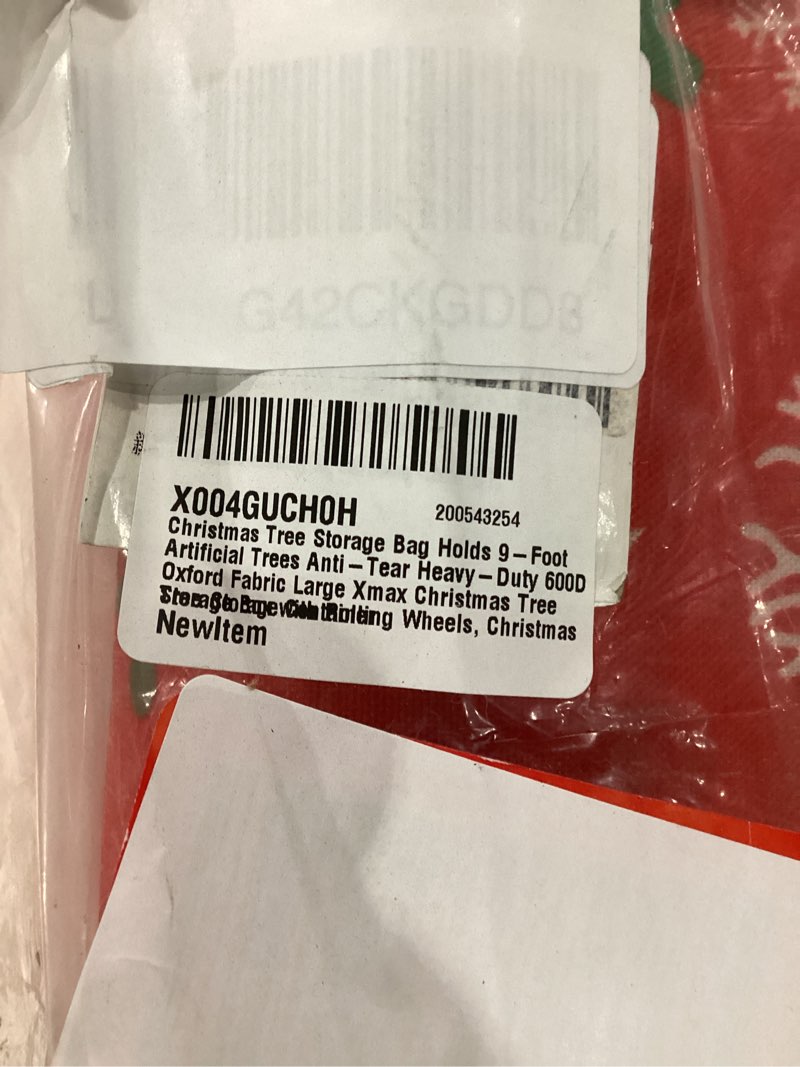 G42CKGDD8
X004GUCH0H 200543254
Christmas Tree Storage Bag Holds 9-Foot
Artificial Trees Anti-Tear Heavy-Duty 600D
Oxford Fabric Large Xmax Christmas Tree
Wheels, Christmas
NewItem